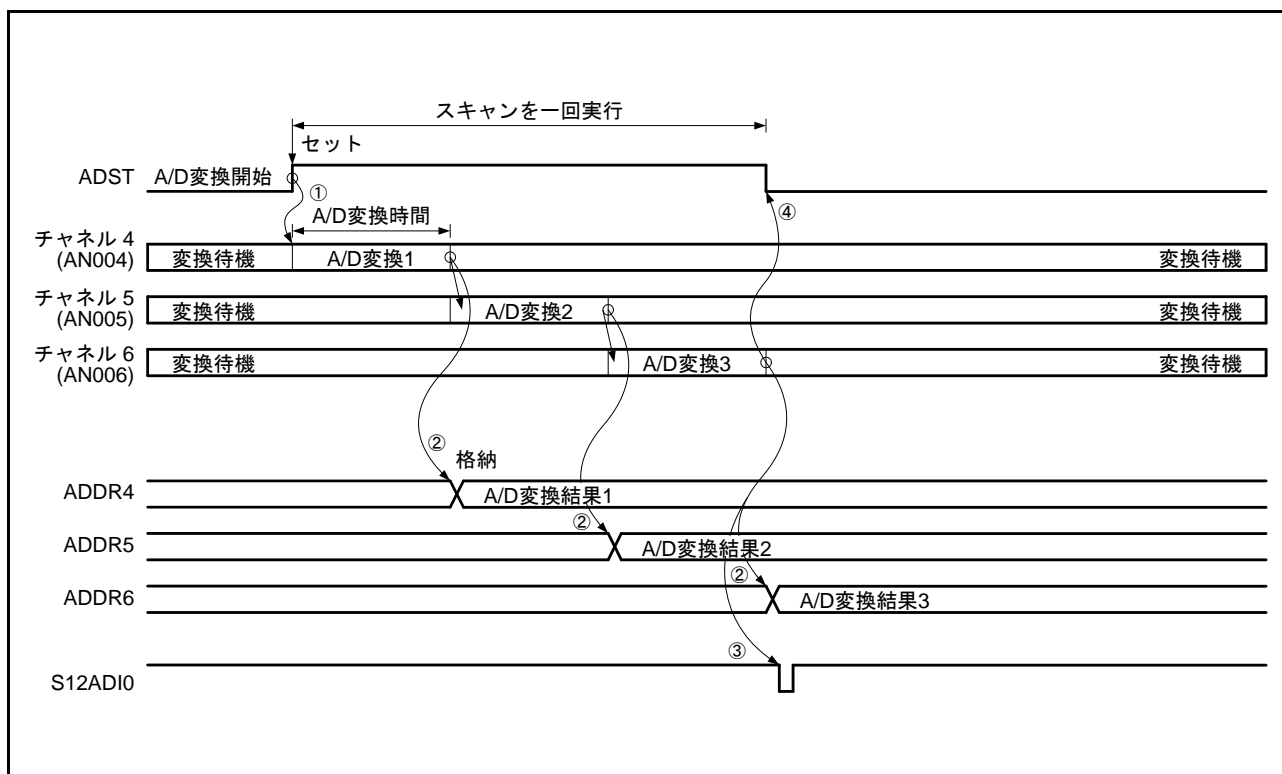 スキャンを一回実行
セット
ADST A/D変換開始
①
④
A/D変換時間
チャネル 4
(AN004)
変換待機 A/D変換1 変換待機
チャネル 5
(AN005)
変換待機 A/D変換2 変換待機
チャネル 6
(AN006)
変換待機 A/D変換3 変換待機
② 格納
ADDR4 A/D変換結果1
②
ADDR5 A/D変換結果2
②
ADDR6 A/D変換結果3
③
S12ADI0